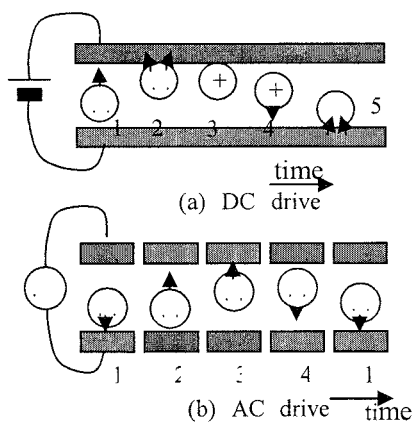 +
+
1 2 3 4 5
time
(a) DC drive
1 2 3 4 1
(b) AC drive
time